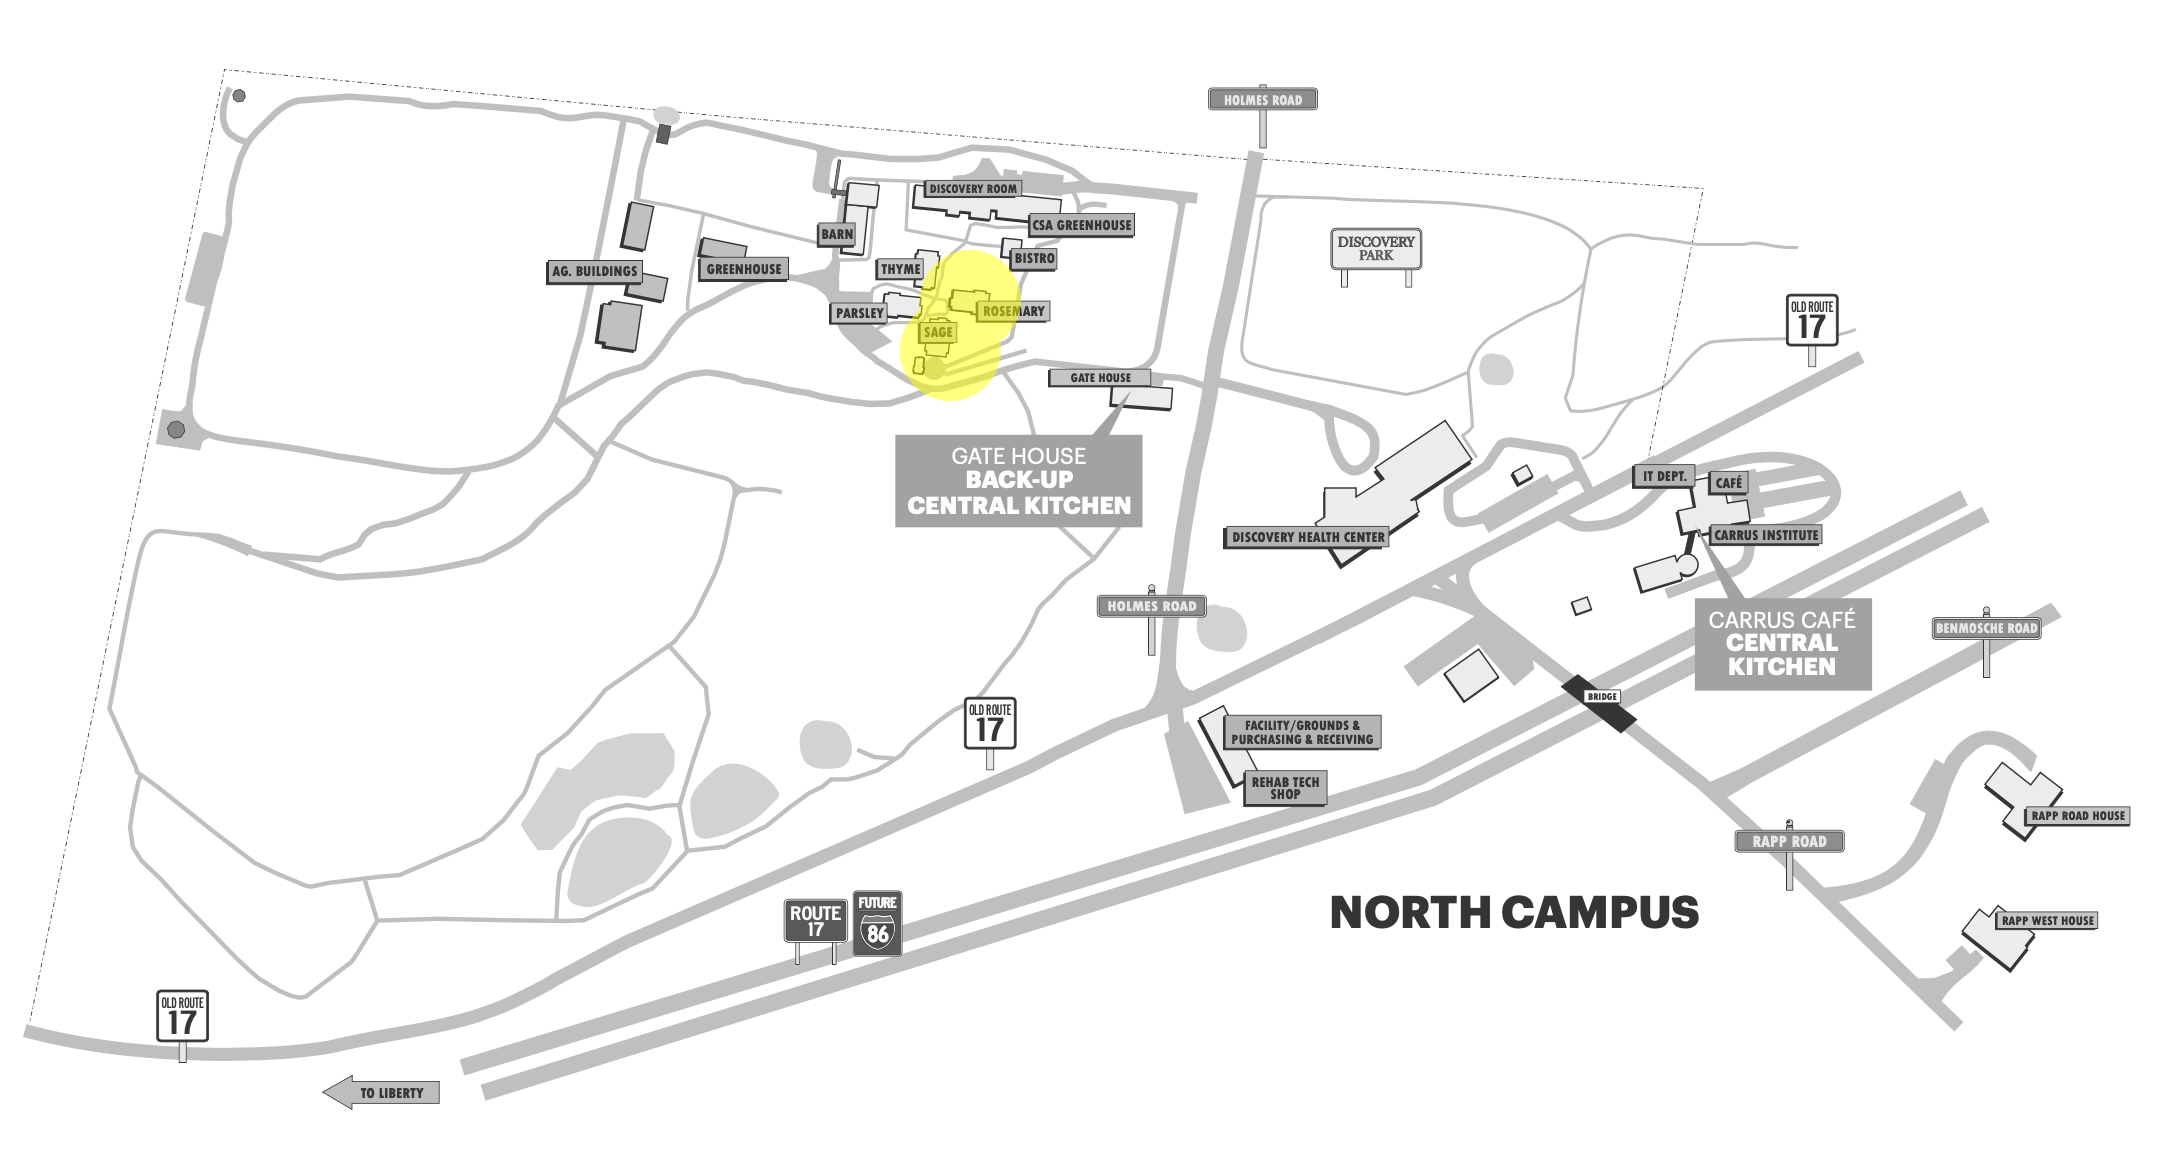 HOLMES ROAD
DISCOVERY ROOM
CSA GREENHOUSE
BARN
BISTRO
THYME
GREENHOUSE
AG. BUILDINGS
PARSLEY
ROSEMARY
SAGE
DISCOVERY
PARK
OLD ROUTE
17
GATE HOUSE
GATE HOUSE
BACK-UP
CENTRAL KITCHEN
IT DEPT.
CAFÉ
DISCOVERY HEALTH CENTER
CARRUS INSTITUTE
HOLMES ROAD
CARRUS CAFÉ
CENTRAL
KITCHEN
BENMOSCHE ROAD
BRIDGE
OLD ROUTE
17
FACILITY/GROUNDS &
PURCHASING & RECEIVING
REHAB TECH
SHOP
RAPP ROAD HOUSE
RAPP ROAD
NORTH CAMPUS
ROUTE
17
FUTURE
86
RAPP WEST HOUSE
OLD ROUTE
17
TO LIBERTY